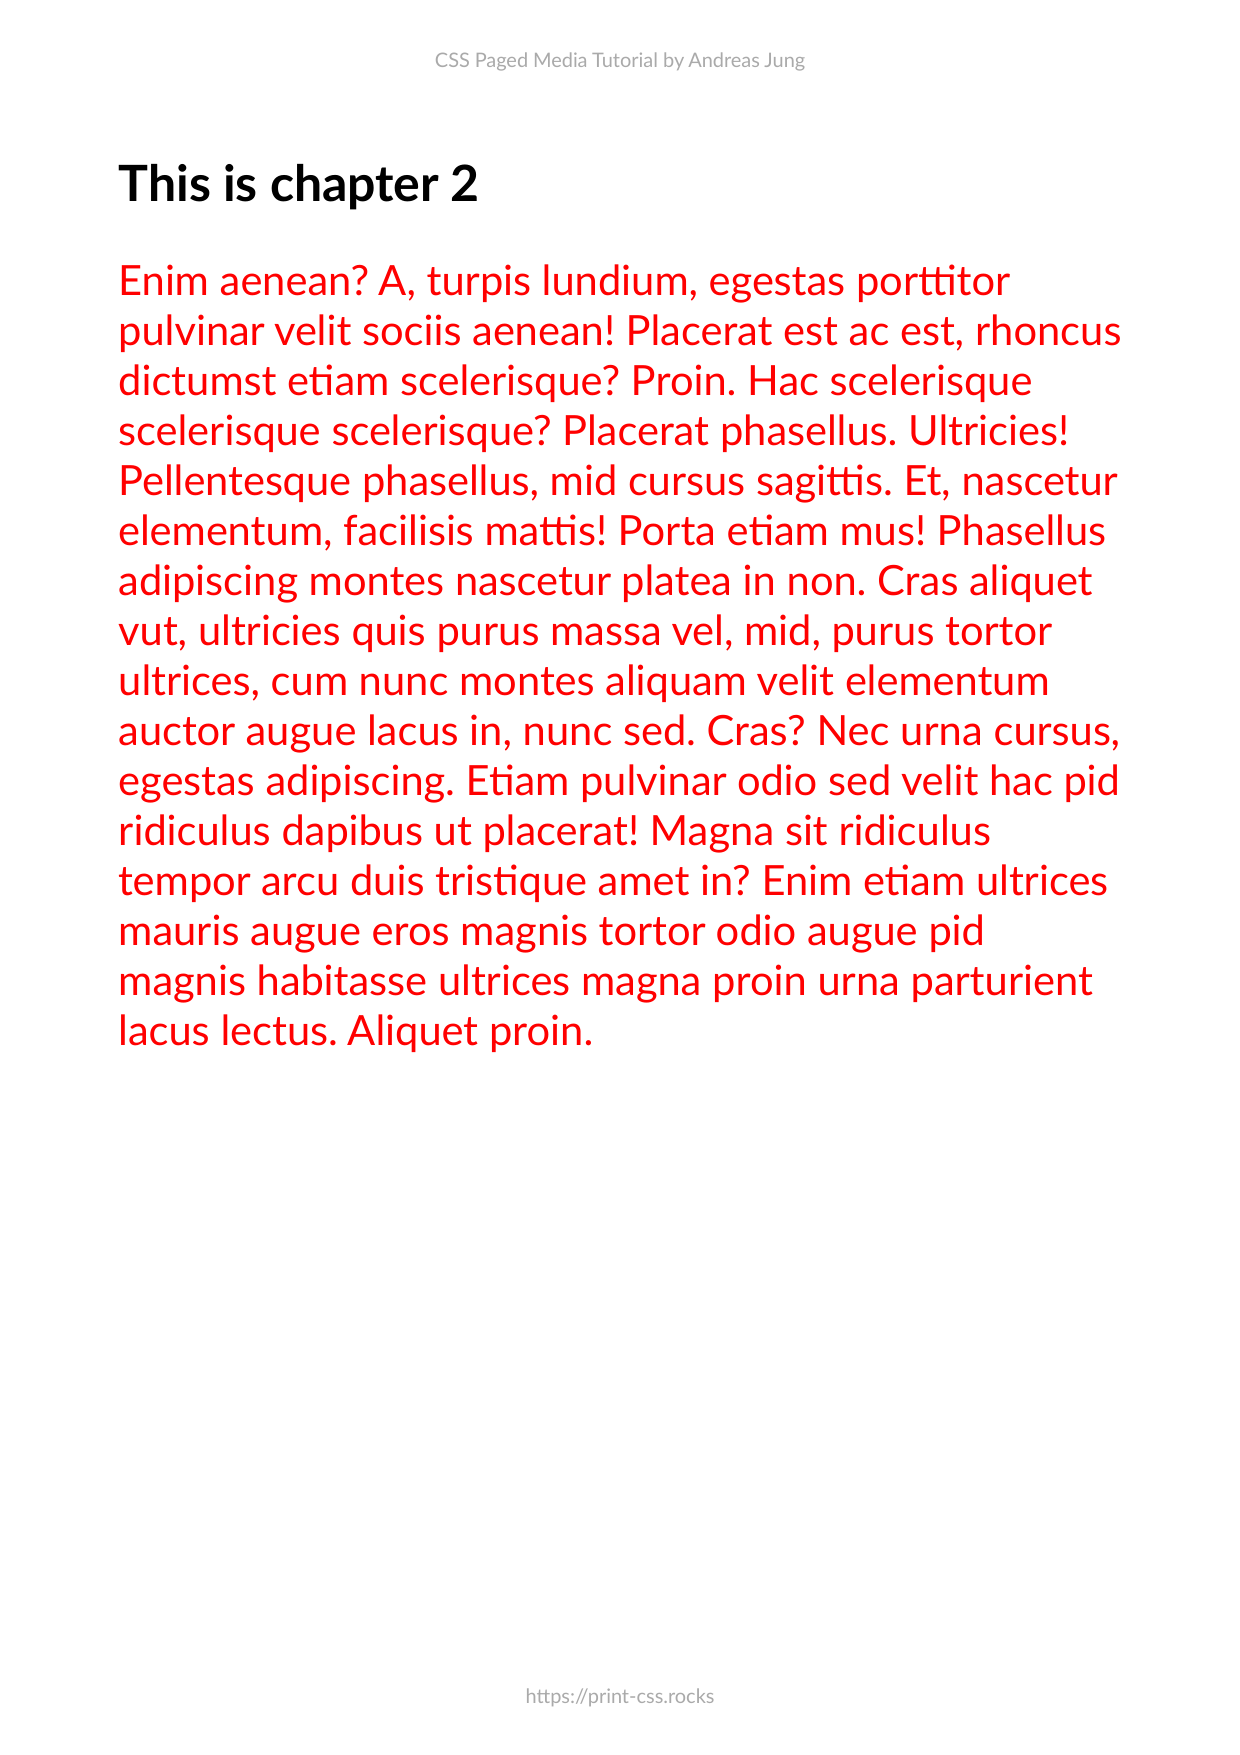 CSS Paged Media Tutorial by Andreas Jung
This is chapter 2
Enim aenean? A, turpis lundium, egestas porttitor
pulvinar velit sociis aenean! Placerat est ac est, rhoncus
dictumst etiam scelerisque? Proin. Hac scelerisque
scelerisque scelerisque? Placerat phasellus. Ultricies!
Pellentesque phasellus, mid cursus sagittis. Et, nascetur
elementum, facilisis mattis! Porta etiam mus! Phasellus
adipiscing montes nascetur platea in non. Cras aliquet
vut, ultricies quis purus massa vel, mid, purus tortor
ultrices, cum nunc montes aliquam velit elementum
auctor augue lacus in, nunc sed. Cras? Nec urna cursus,
egestas adipiscing. Etiam pulvinar odio sed velit hac pid
ridiculus dapibus ut placerat! Magna sit ridiculus
tempor arcu duis tristique amet in? Enim etiam ultrices
mauris augue eros magnis tortor odio augue pid
magnis habitasse ultrices magna proin urna parturient
lacus lectus. Aliquet proin.
https://print-css.rocks